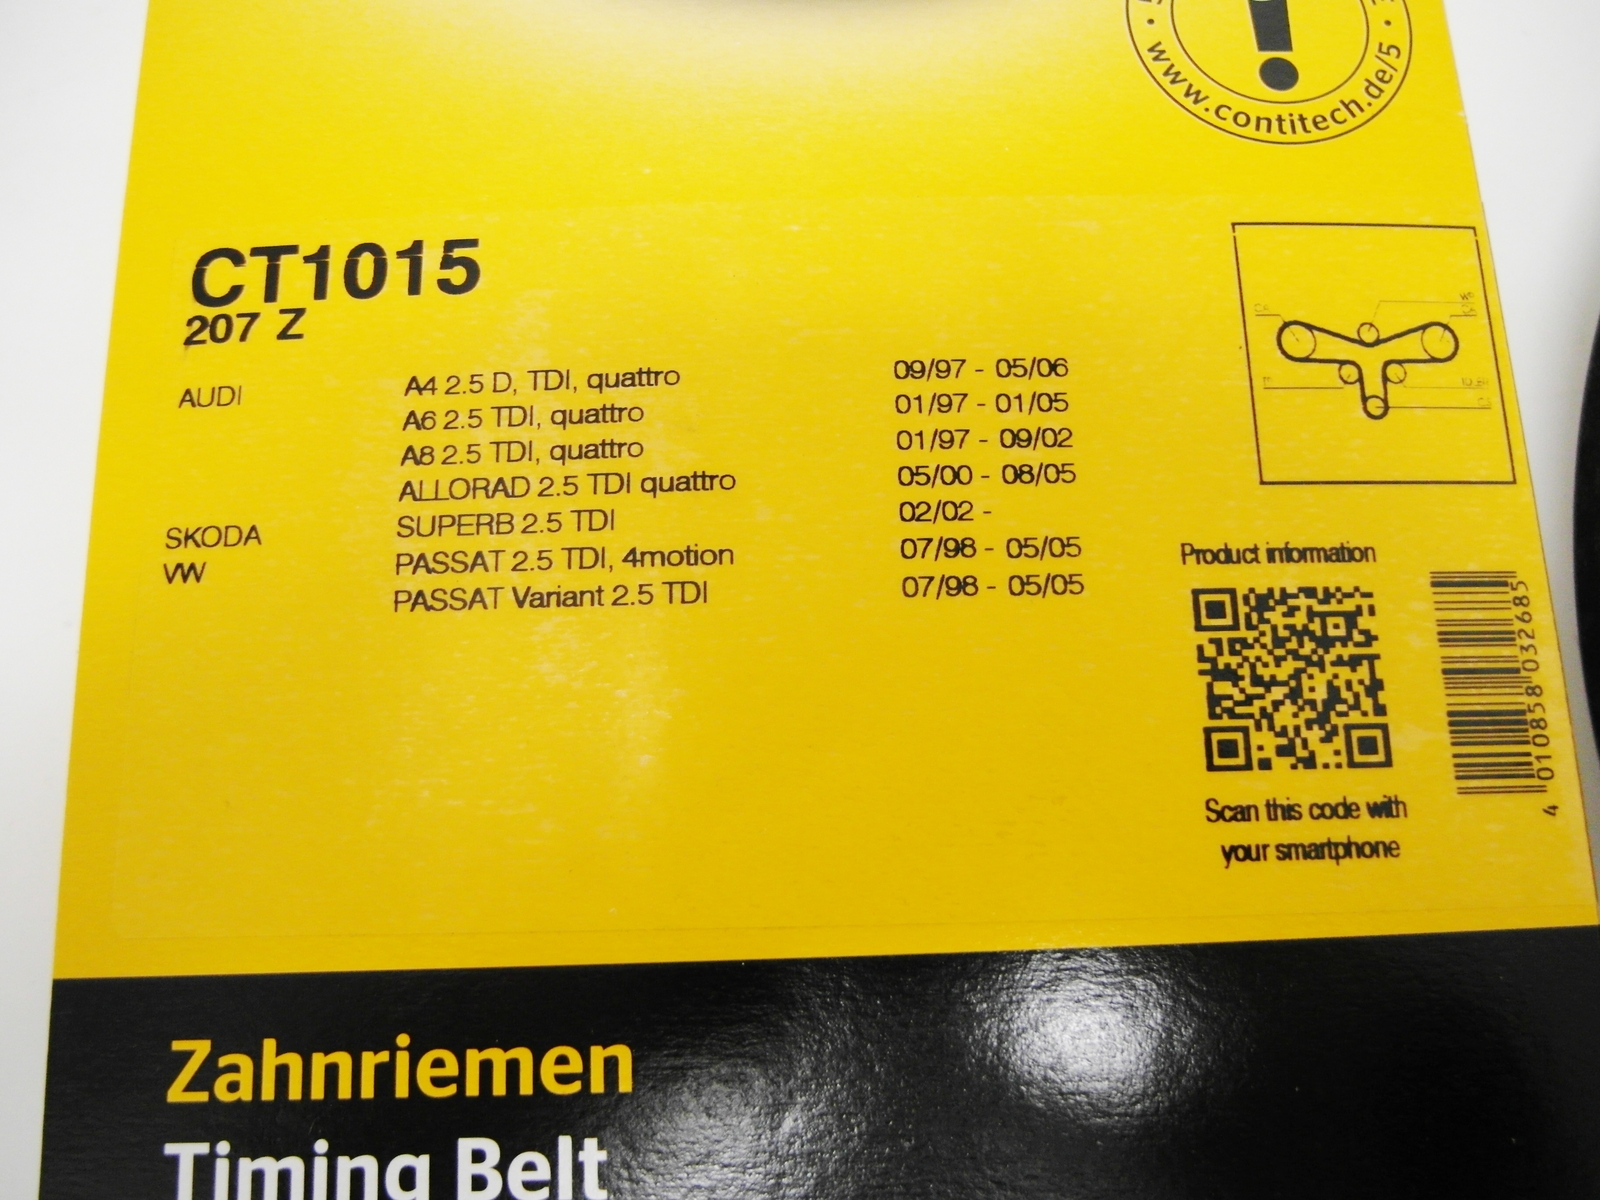 www.contitech.de/5
CT1015
207 Z
AUDI A4 2.5 D, TDI, quattro 09/97 - 05/06
A6 2.5 TDI, quattro 01/97 - 01/05
A8 2.5 TDI, quattro 01/97 - 09/02
ALLORAD 2.5 TDI quattro 05/00 - 08/05
SKODA SUPERB 2.5 TDI 02/02 -
VW PASSAT 2.5 TDI, 4motion 07/98 - 05/05
PASSAT Variant 2.5 TDI 07/98 - 05/05
Product information
Scan this code with
your smartphone
4 010858 032685
Zahnriemen
Timing Belt